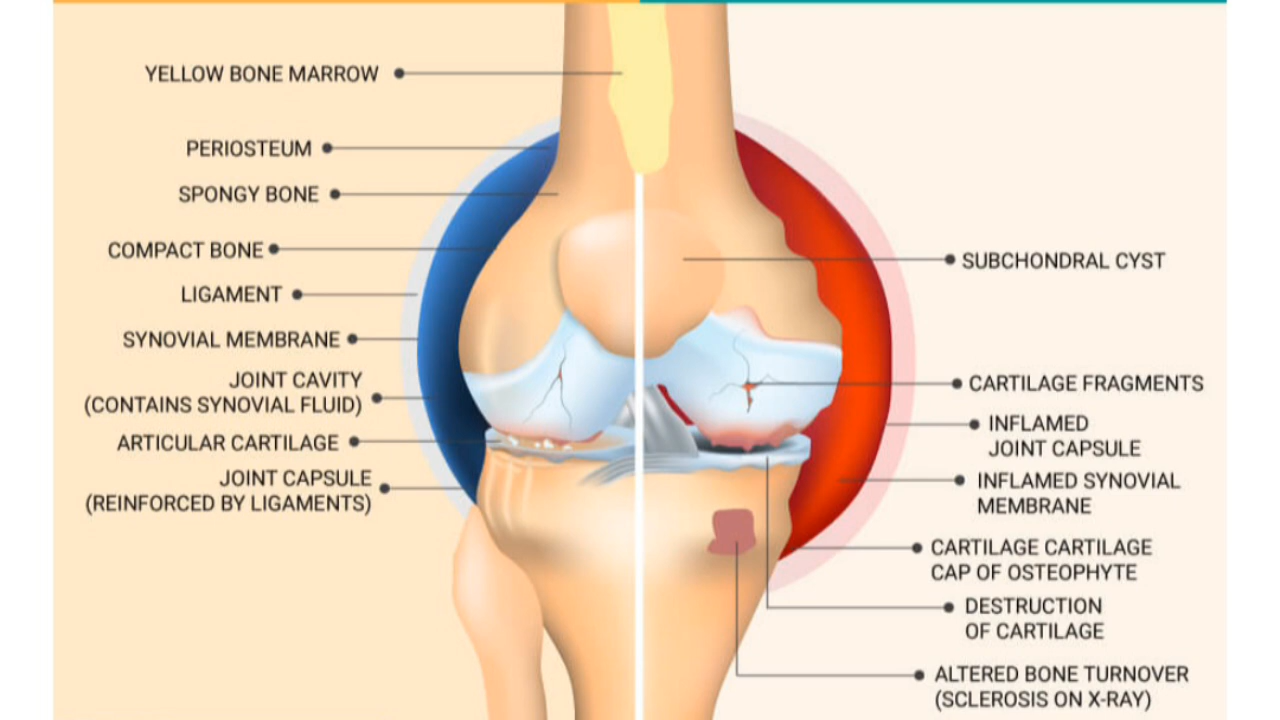 YELLOW BONE MARROW
PERIOSTEUM
SPONGY BONE
COMPACT BONE
LIGAMENT
SYNOVIAL MEMBRANE
JOINT CAVITY
(CONTAINS SYNOVIAL FLUID)
ARTICULAR CARTILAGE
JOINT CAPSULE
(REINFORCED BY LIGAMENTS)
SUBCHONDRAL CYST
CARTILAGE FRAGMENTS
INFLAMED
JOINT CAPSULE
INFLAMED SYNOVIAL
MEMBRANE
CARTILAGE CARTILAGE
CAP OF OSTEOPHYTE
DESTRUCTION
OF CARTILAGE
ALTERED BONE TURNOVER
(SCLEROSIS ON X-RAY)